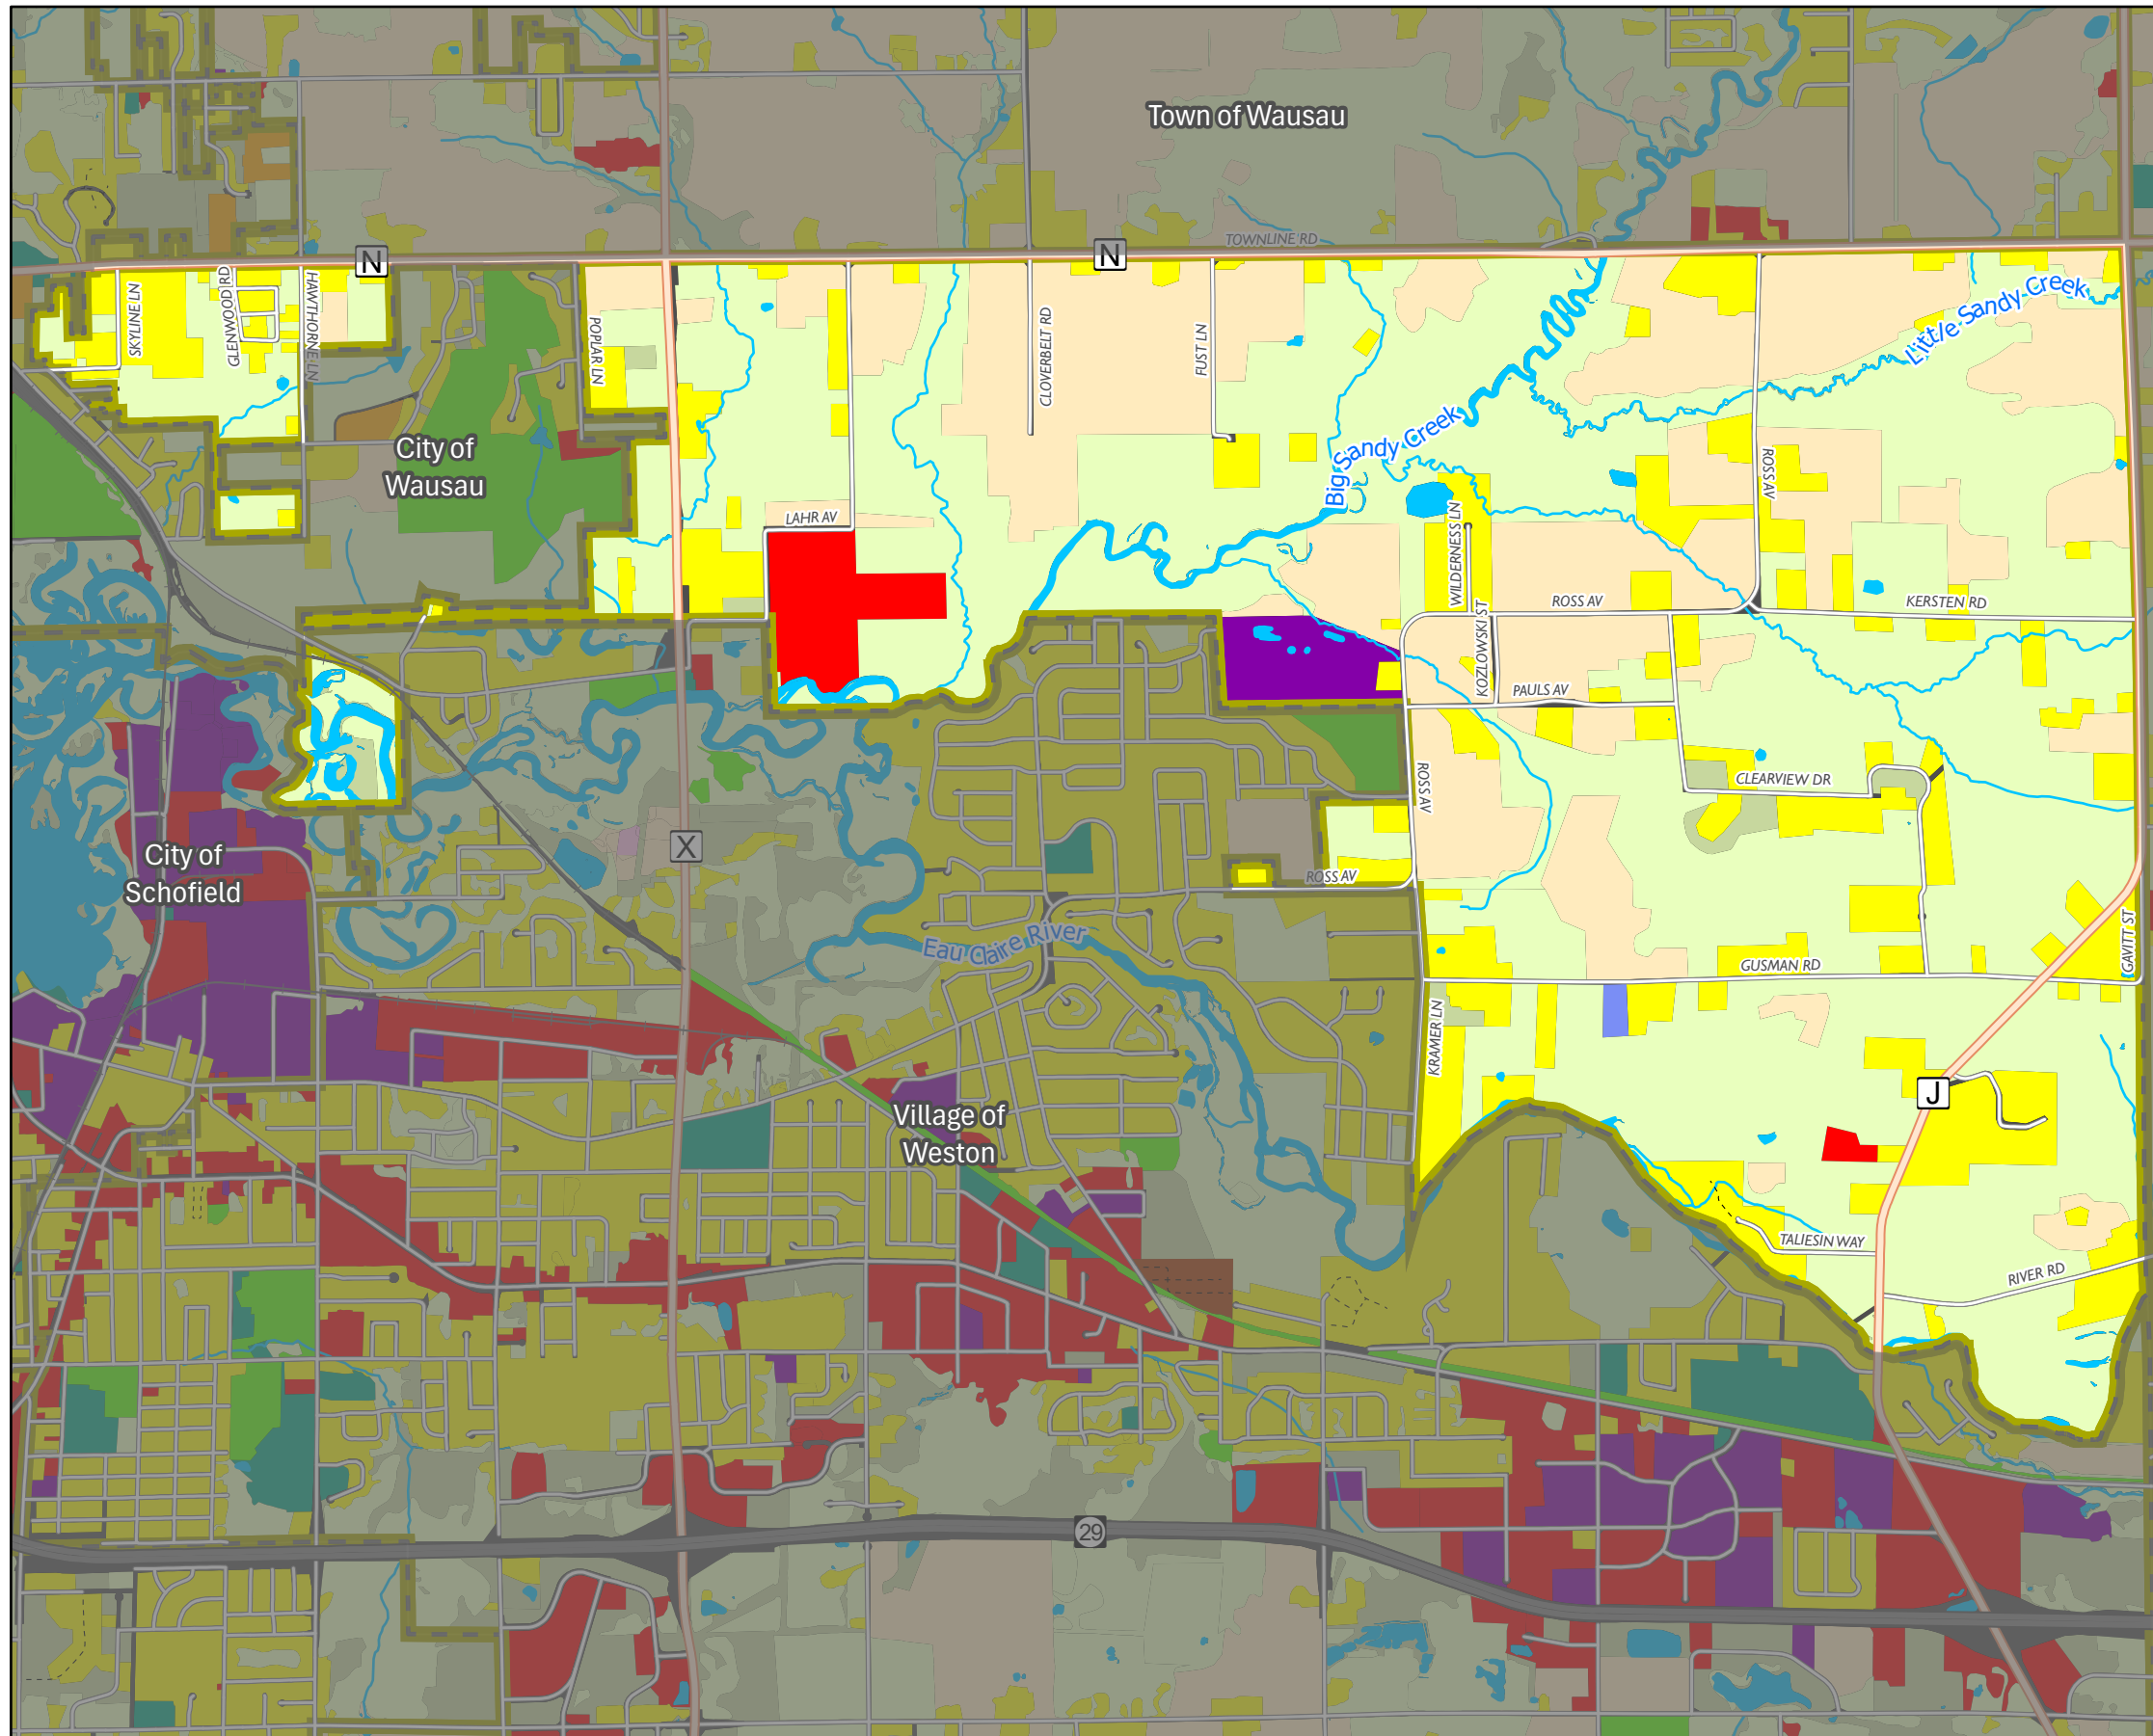 Town of Wausau
TOWNLINE RD
N
N
SKYLINE LN
GLENWOOD RD
HAWTHORNE LN
POPLAR LN
CLOVERBELT RD
FUST LN
Little Sandy Creek
Big Sandy Creek
City of
Wausau
ROSS AV
LAHR AV
WILDERNESS LN
ROSS AV
KERSTEN RD
KOZLOWSKI ST
PAULS AV
ROSS AV
CLEARVIEW DR
X
City of
Schofield
ROSS AV
Eau Claire River
GAVITT ST
GUSMAN RD
KRAMER LN
J
Village of
Weston
TALIESIN WAY
RIVER RD
29